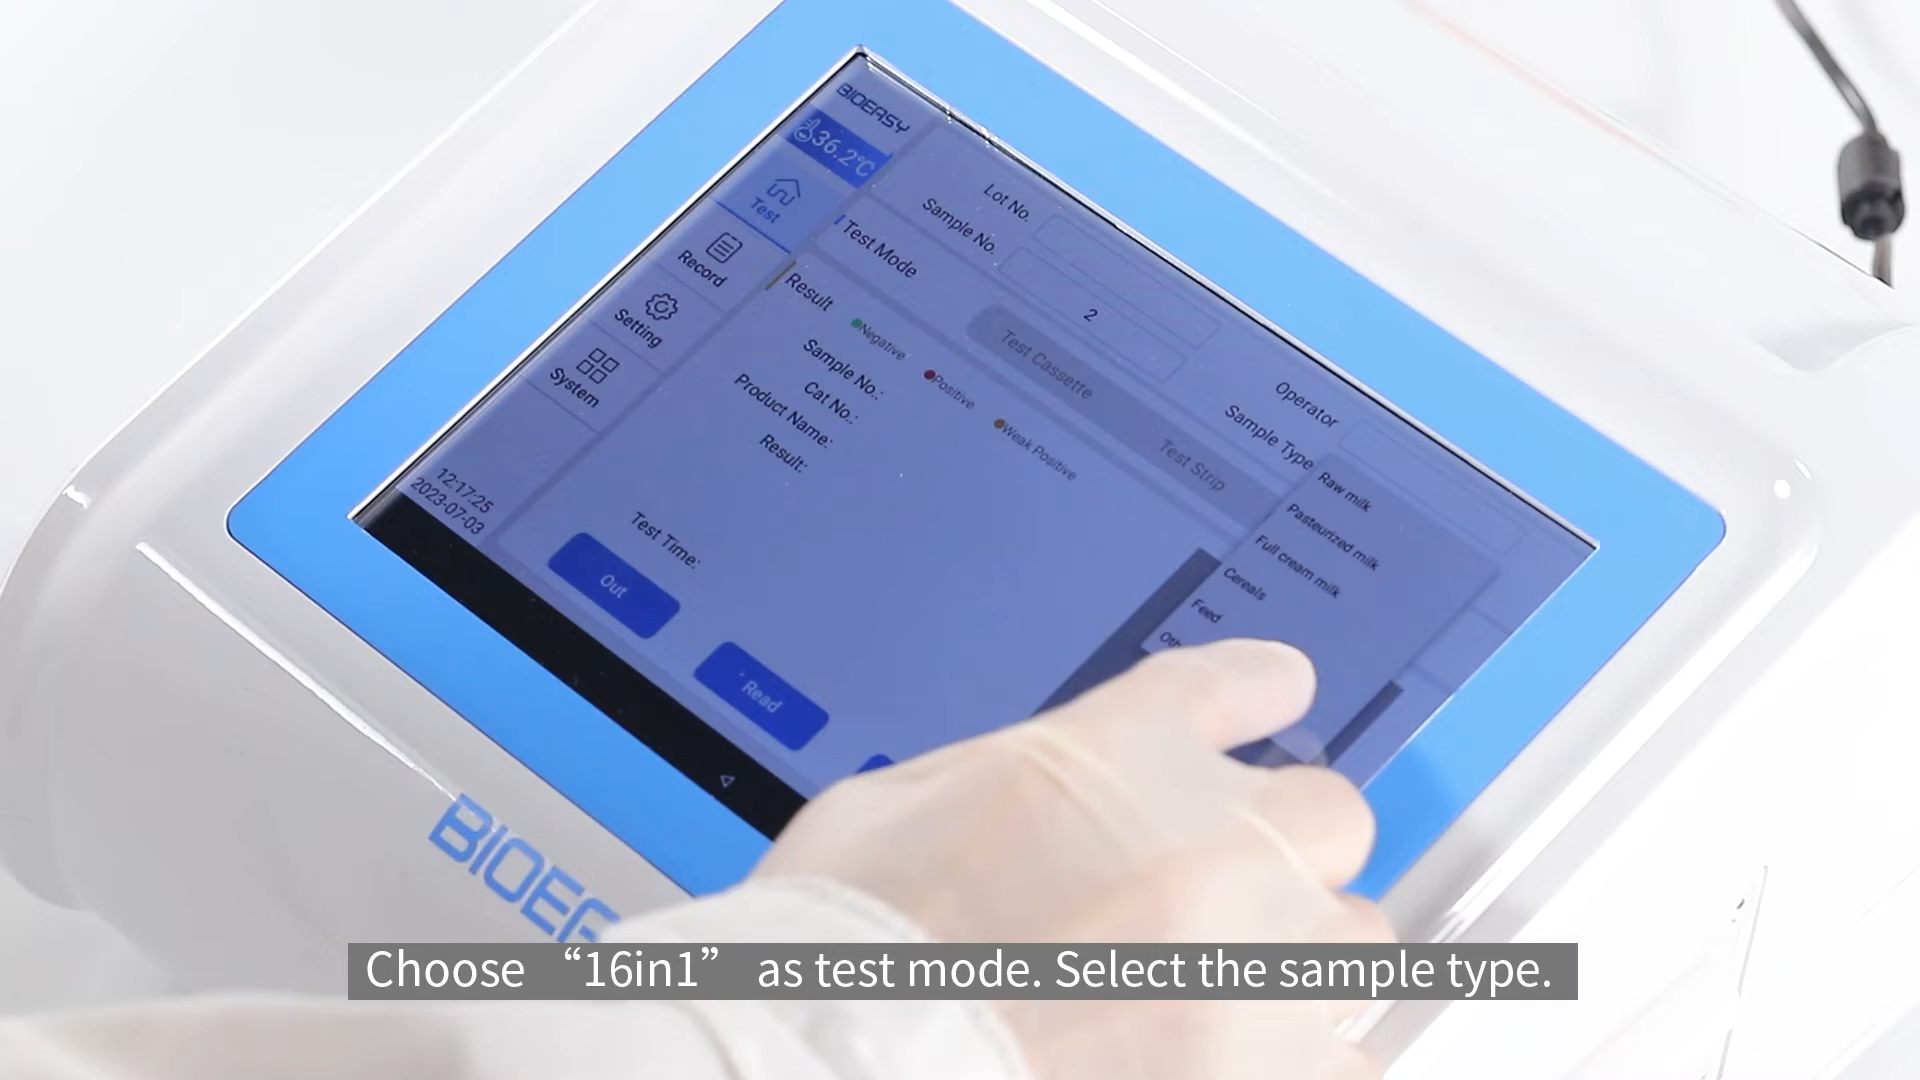 BIOEASY
36.2°C
Test
Record
Setting
System
12:17:25
2023-07-03
Lot No.
Sample No.
2
Operator
Sample Type
Test Mode
Test Cassette
Test Strip
Result
Negative
Positive
Weak Positive
Sample No.:
Cat No.:
Product Name:
Result:
Test Time:
Out
Read
Raw milk
Pasteurized milk
Full cream milk
Cereals
Feed
Choose “16in1” as test mode. Select the sample type.